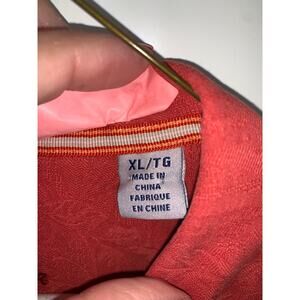 XL/TG
MADE IN
CHINA
FABRIQUE
EN CHINE